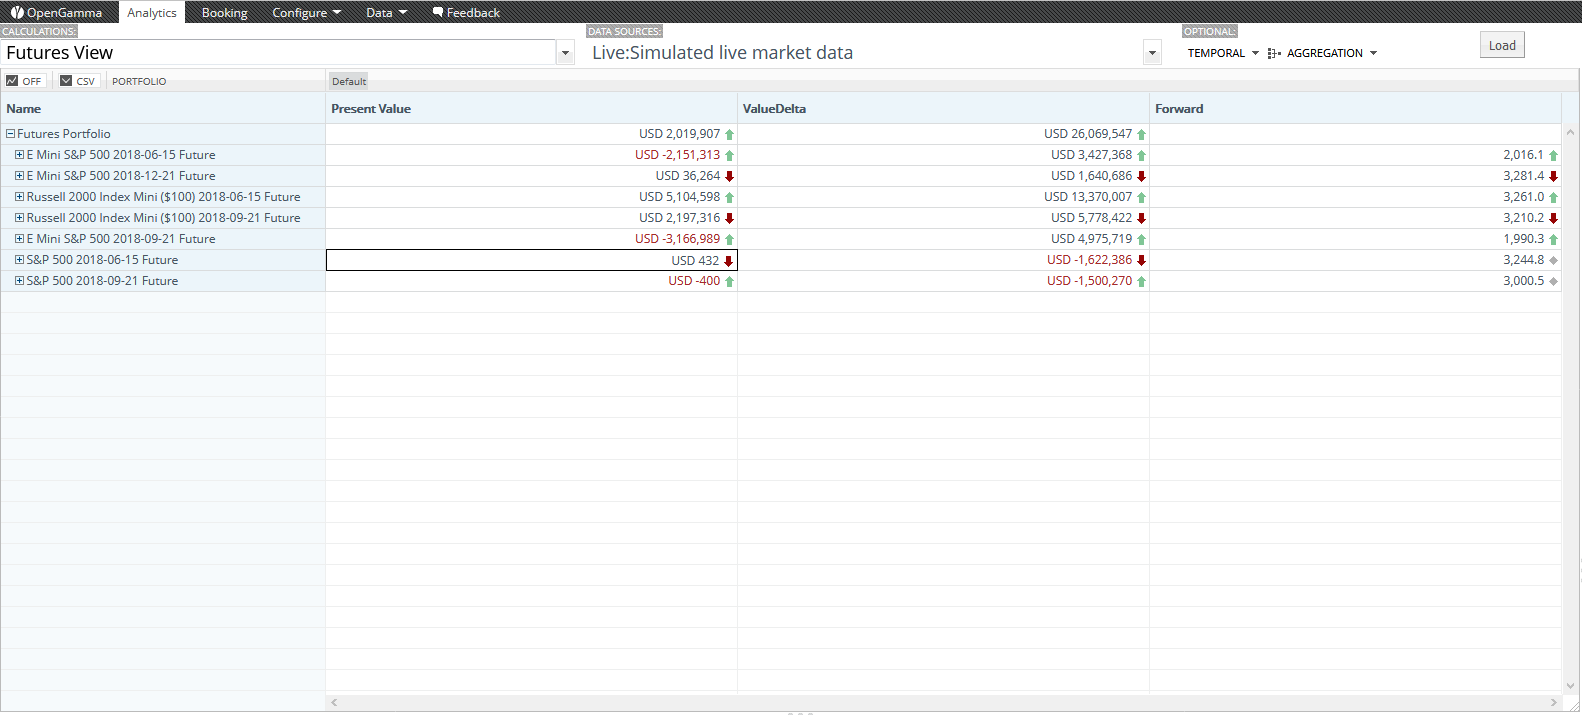 OpenGamma Analytics Booking Configure Data Feedback
CALCULATIONS: DATA SOURCES: OPTIONAL:
Futures View Live:Simulated live market data TEMPORAL AGGREGATION Load
OFF CSV PORTFOLIO Default
Name Present Value ValueDelta Forward
Futures Portfolio USD 2,019,907 USD 26,069,547
E Mini S&P 500 2018-06-15 Future USD -2,151,313 USD 3,427,368 2,016.1
E Mini S&P 500 2018-12-21 Future USD 36,264 USD 1,640,686 3,281.4
Russell 2000 Index Mini ($100) 2018-06-15 Future USD 5,104,598 USD 13,370,007 3,261.0
Russell 2000 Index Mini ($100) 2018-09-21 Future USD 2,197,316 USD 5,778,422 3,210.2
E Mini S&P 500 2018-09-21 Future USD -3,166,989 USD 4,975,719 1,990.3
S&P 500 2018-06-15 Future USD 432 USD -1,622,386 3,244.8
S&P 500 2018-09-21 Future USD -400 USD -1,500,270 3,000.5